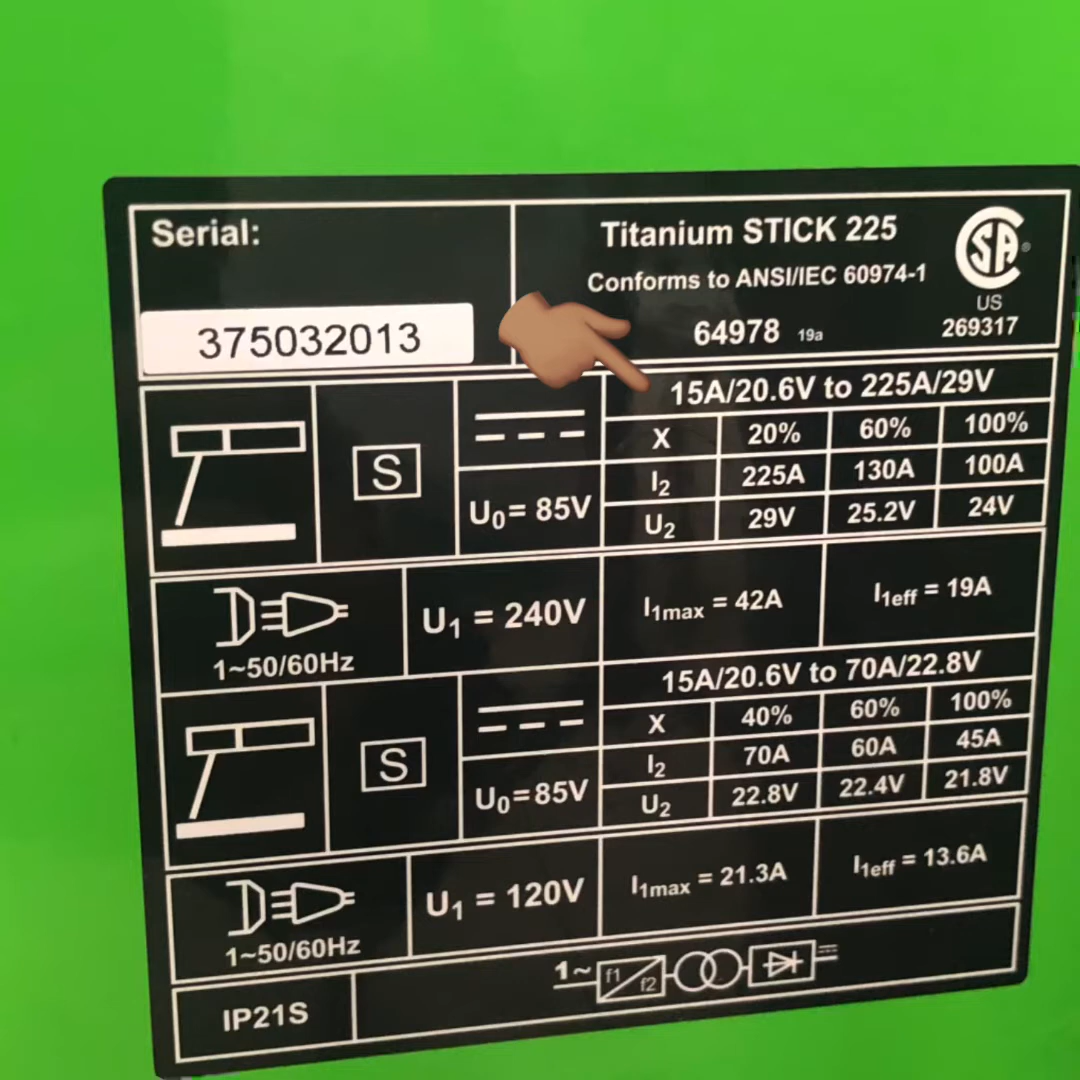 Serial:
375032013
Titanium STICK 225
Conforms to ANSI/IEC 60974-1
64978 19a
SA®
US
269317
S
U₀= 85V
15A/20.6V to 225A/29V
X 20% 60% 100%
I₂ 225A 130A 100A
U₂ 29V 25.2V 24V
1~50/60Hz
U₁ = 240V
I₁max = 42A
I₁eff = 19A
S
U₀=85V
15A/20.6V to 70A/22.8V
X 40% 60% 100%
I₂ 70A 60A 45A
U₂ 22.8V 22.4V 21.8V
1~50/60Hz
U₁ = 120V
I₁max = 21.3A
I₁eff = 13.6A
IP21S
1~ f1 f2